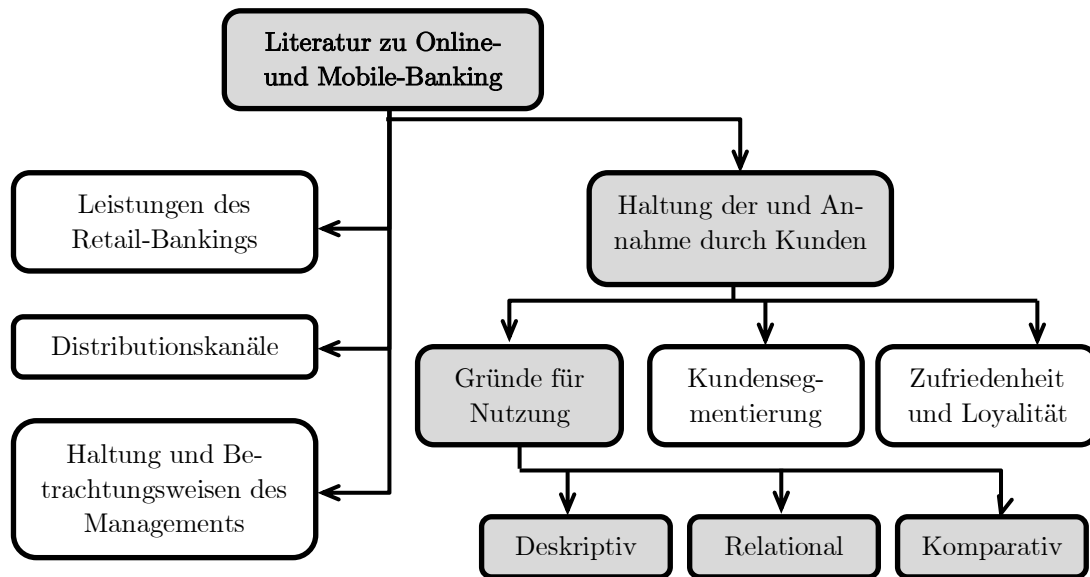 Literatur zu Online-
und Mobile-Banking
Leistungen des
Retail-Bankings
Haltung der und An-
nahme durch Kunden
Distributionskanäle
Gründe für
Nutzung
Kundenseg-
mentierung
Zufriedenheit
und Loyalität
Haltung und Be-
trachtungsweisen des
Managements
Deskriptiv
Relational
Komparativ